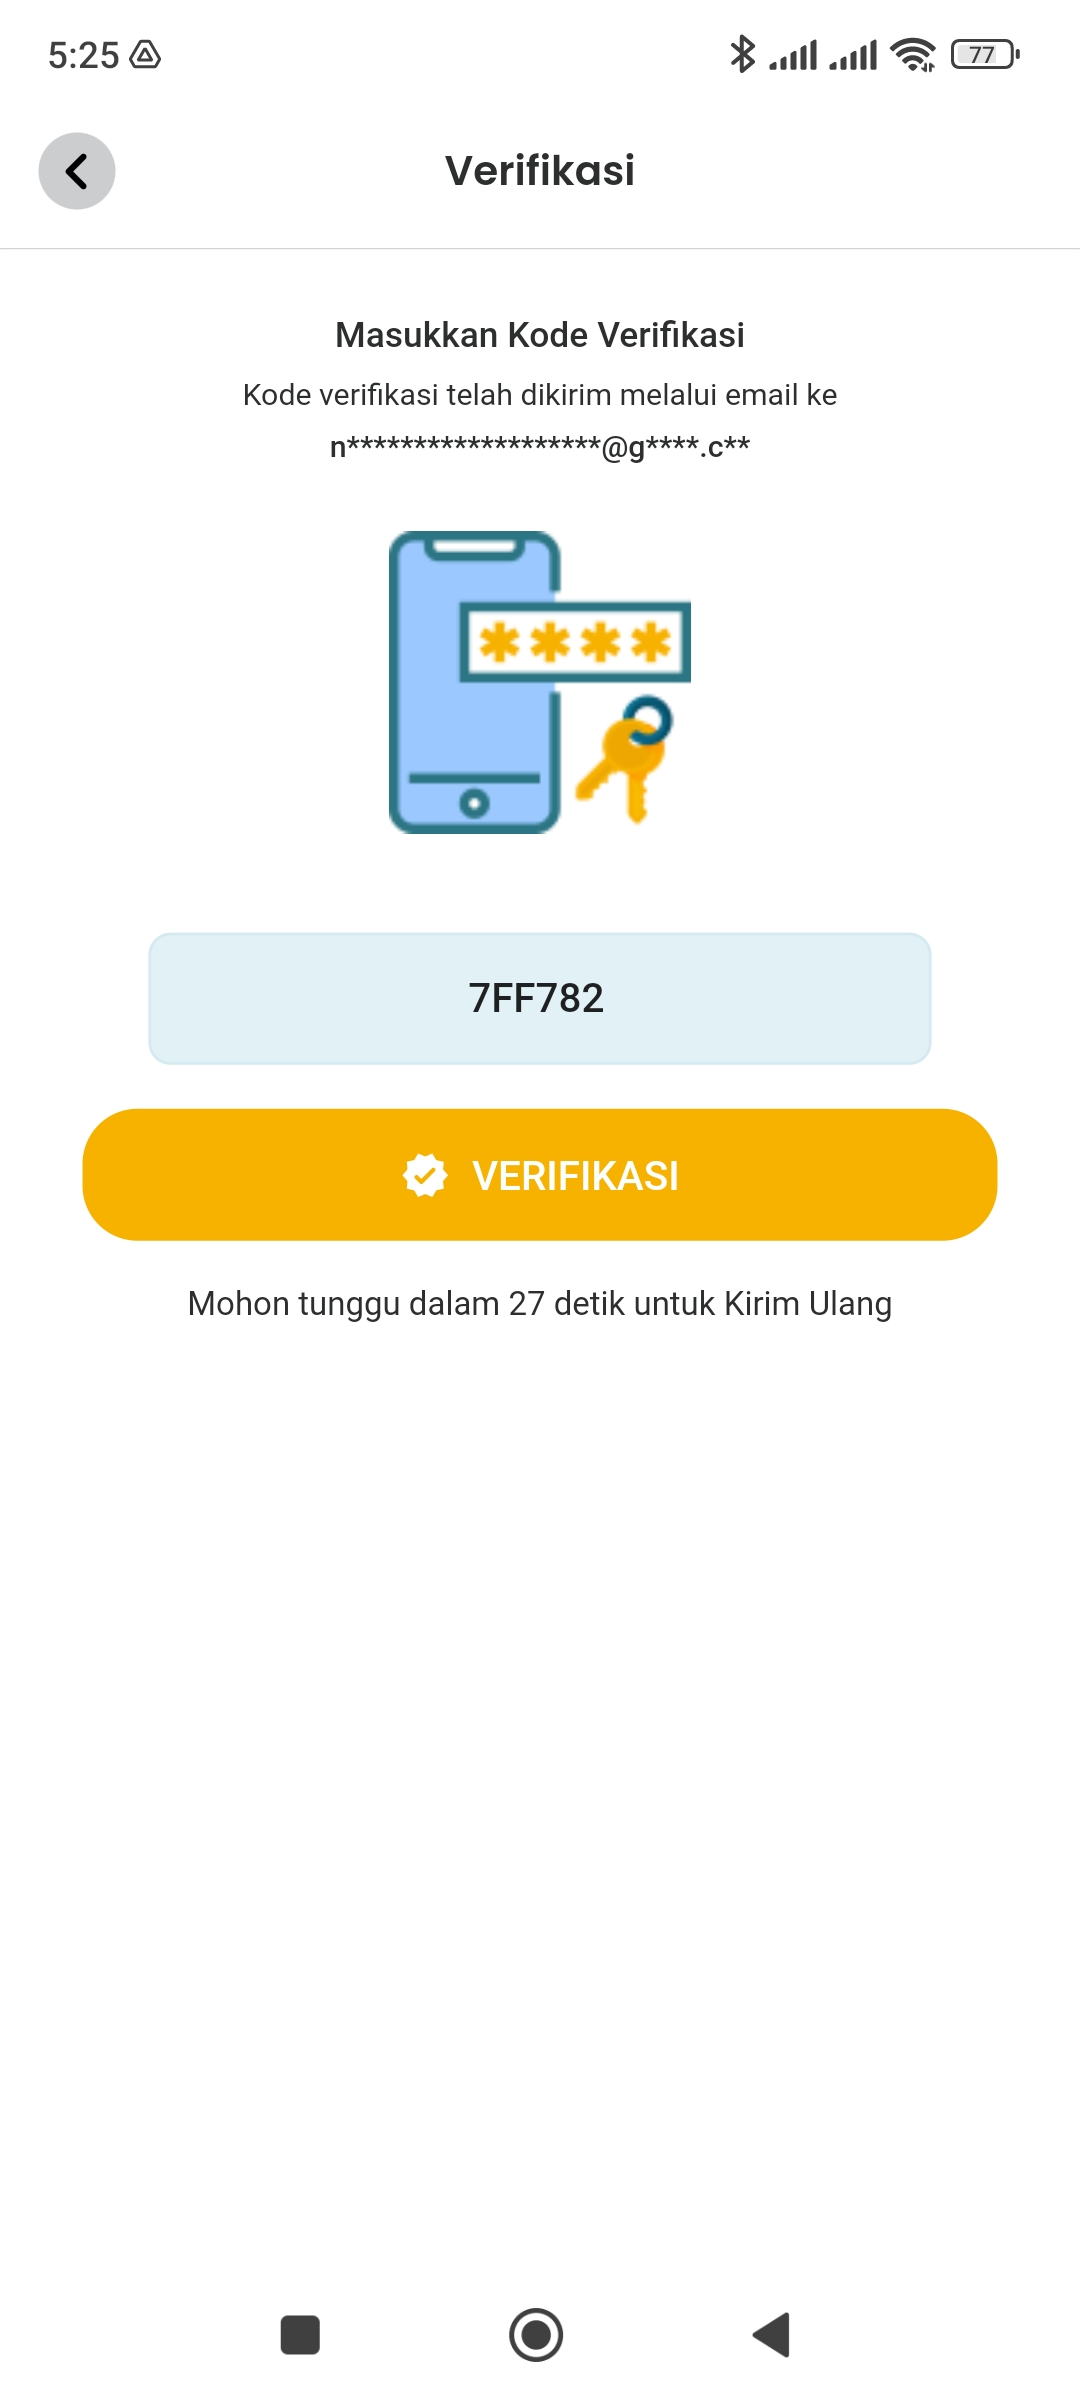 5:25
77
Verifikasi
Masukkan Kode Verifikasi
Kode verifikasi telah dikirim melalui email ke
n*******************@g****.c**
****
7FF782
VERIFIKASI
Mohon tunggu dalam 27 detik untuk Kirim Ulang